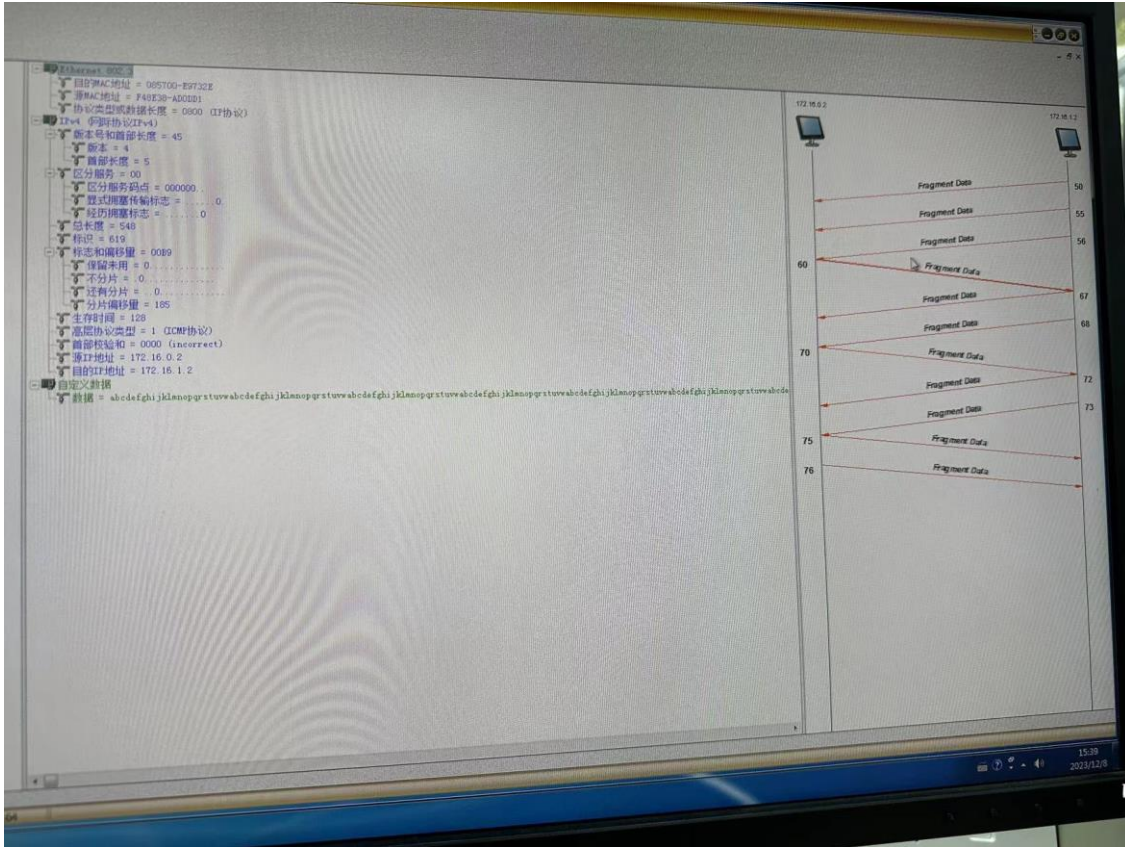 Ethernet 802.3
目的MAC地址 = 085700-E9732E
源MAC地址 = F48E38-AD0DD1
协议类型或数据长度 = 0800 (IP协议)
IPv4 (网际协议IPv4)
版本号和首部长度 = 45
版本 = 4
首部长度 = 5
区分服务 = 00
区分服务码点 = 000000..
显式拥塞传输标志 = ......0.
经历拥塞标志 = .......0
总长度 = 548
标识 = 619
标志和偏移量 = 00B9
保留未用 = 0...............
不分片 = .0..............
还有分片 = ..0.............
分片偏移量 = 185
生存时间 = 128
高层协议类型 = 1 (ICMP协议)
首部校验和 = 0000 (incorrect)
源IP地址 = 172.16.0.2
目的IP地址 = 172.16.1.2
自定义数据
数据 = abcdefghijklmnopqrstuvwabcdefghijklmnopqrstuvwabcdefghijklmnopqrstuvwabcdefghijklmnopqrstuvwabcdefghijklmnopqrstuvwabcdefghijklmnopqrstuvwabcde
172.16.0.2
172.16.1.2
Fragment Data 50
Fragment Data 55
Fragment Data 56
60 Fragment Data
Fragment Data 67
Fragment Data 68
70 Fragment Data
Fragment Data 72
Fragment Data 73
75 Fragment Data
76 Fragment Data
15:39
2023/12/8